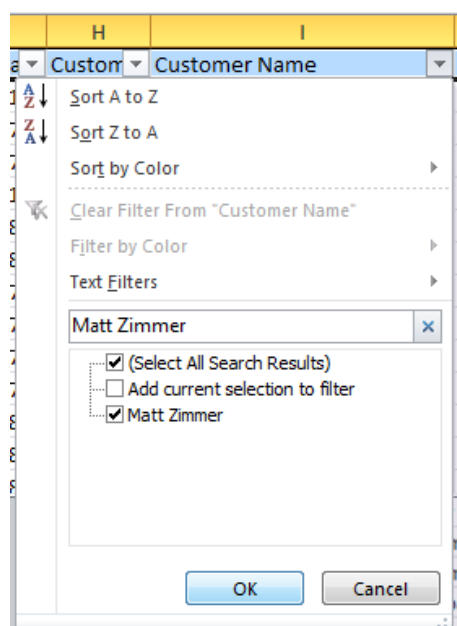 H I
Custom Customer Name
Sort A to Z
Sort Z to A
Sort by Color
Clear Filter From "Customer Name"
Filter by Color
Text Filters
Matt Zimmer
(Select All Search Results)
Add current selection to filter
Matt Zimmer
OK Cancel